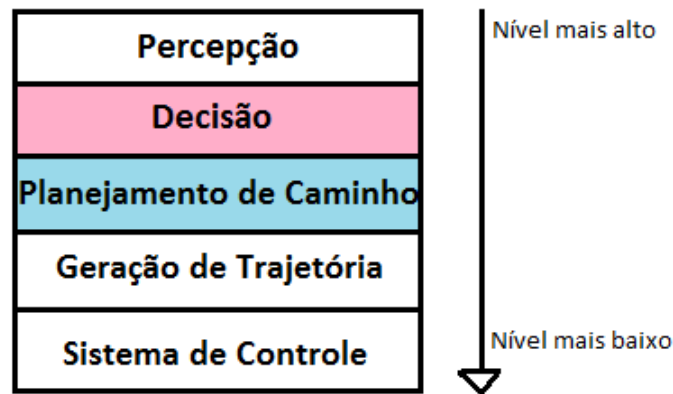 Percepção
Nível mais alto
Decisão
Planejamento de Caminho
Geração de Trajetória
Sistema de Controle
Nível mais baixo